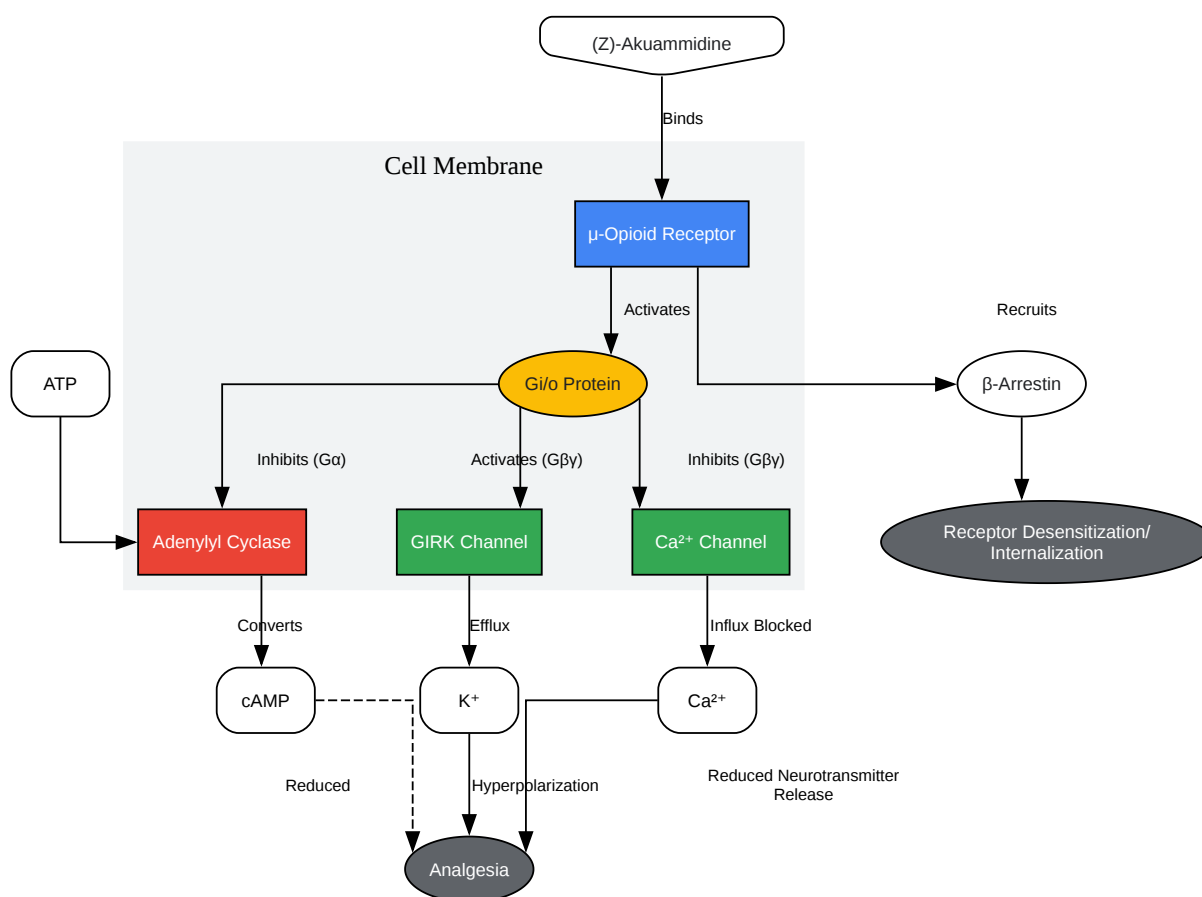 (Z)-Akuammidine
Binds
Cell Membrane
μ-Opioid Receptor
Activates
Recruits
ATP
Gi/o Protein
β-Arrestin
Inhibits (Gα)
Activates (Gβγ)
Inhibits (Gβγ)
Adenylyl Cyclase
GIRK Channel
Ca²⁺ Channel
Receptor Desensitization/
Internalization
Converts
Efflux
Influx Blocked
cAMP
K⁺
Ca²⁺
Reduced
Hyperpolarization
Reduced Neurotransmitter
Release
Analgesia